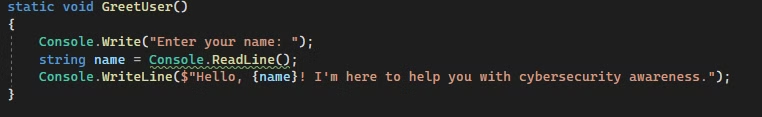 static void GreetUser()
{
    Console.Write("Enter your name: ");
    string name = Console.ReadLine();
    Console.WriteLine($"Hello, {name}! I'm here to help you with cybersecurity awareness.");
}